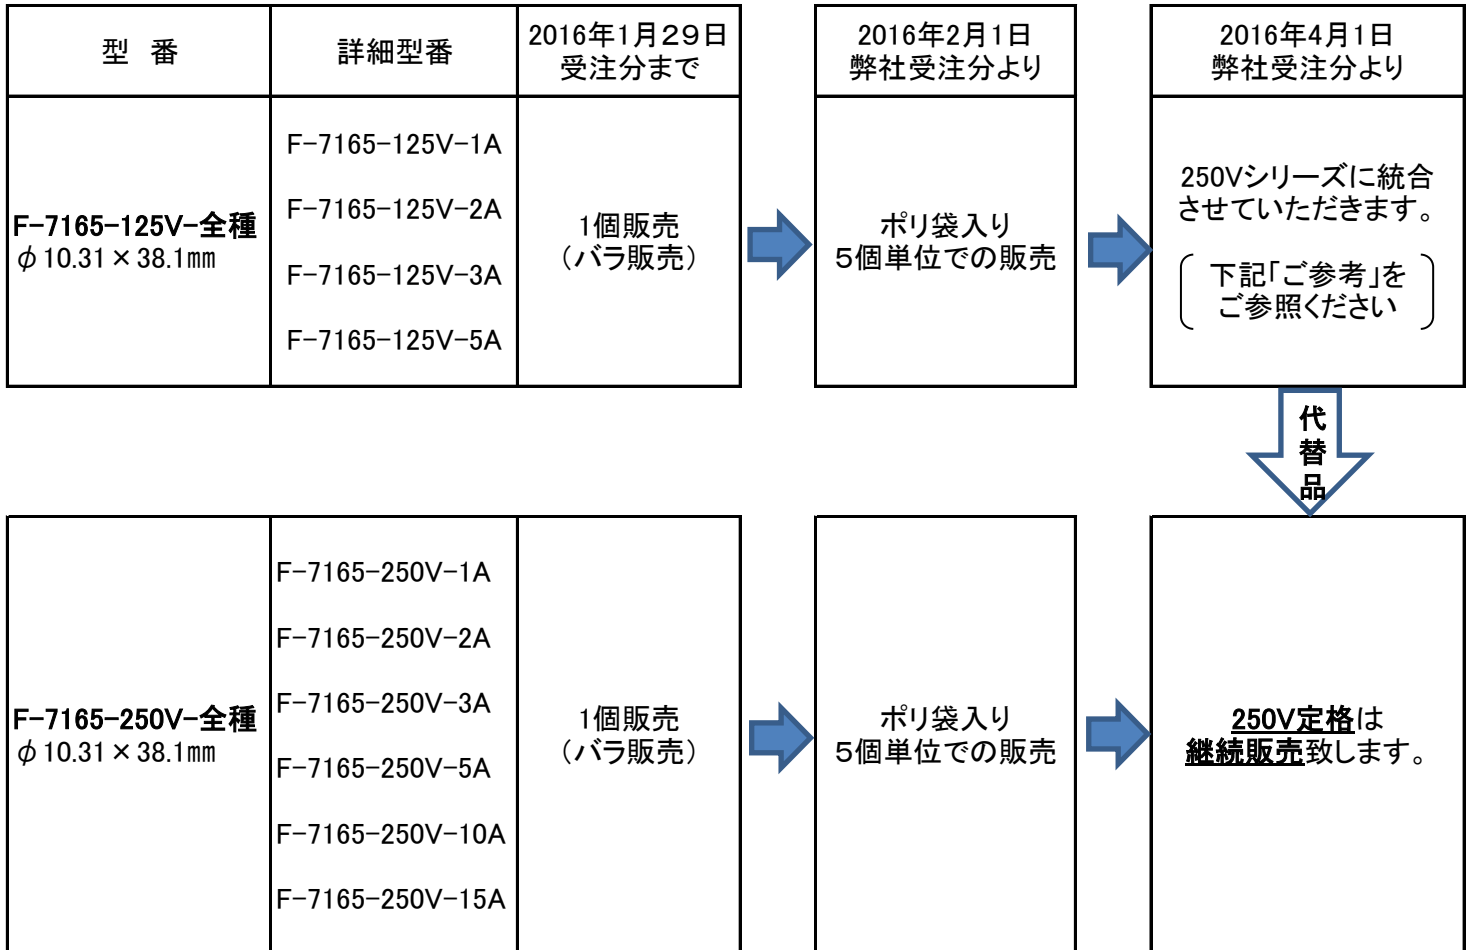 型 番
詳細型番
2016年1月29日
受注分まで
2016年2月1日
弊社受注分より
2016年4月1日
弊社受注分より
F-7165-125V-全種
φ10.31×38.1㎜
F-7165-125V-1A
F-7165-125V-2A
F-7165-125V-3A
F-7165-125V-5A
1個販売
（バラ販売）
ポリ袋入り
５個単位での販売
250Vシリーズに統合
させていただきます。
下記「ご参考」を
ご参照ください
代
替
品
F-7165-250V-全種
φ10.31×38.1㎜
F-7165-250V-1A
F-7165-250V-2A
F-7165-250V-3A
F-7165-250V-5A
F-7165-250V-10A
F-7165-250V-15A
1個販売
（バラ販売）
ポリ袋入り
５個単位での販売
250V定格は
継続販売致します。